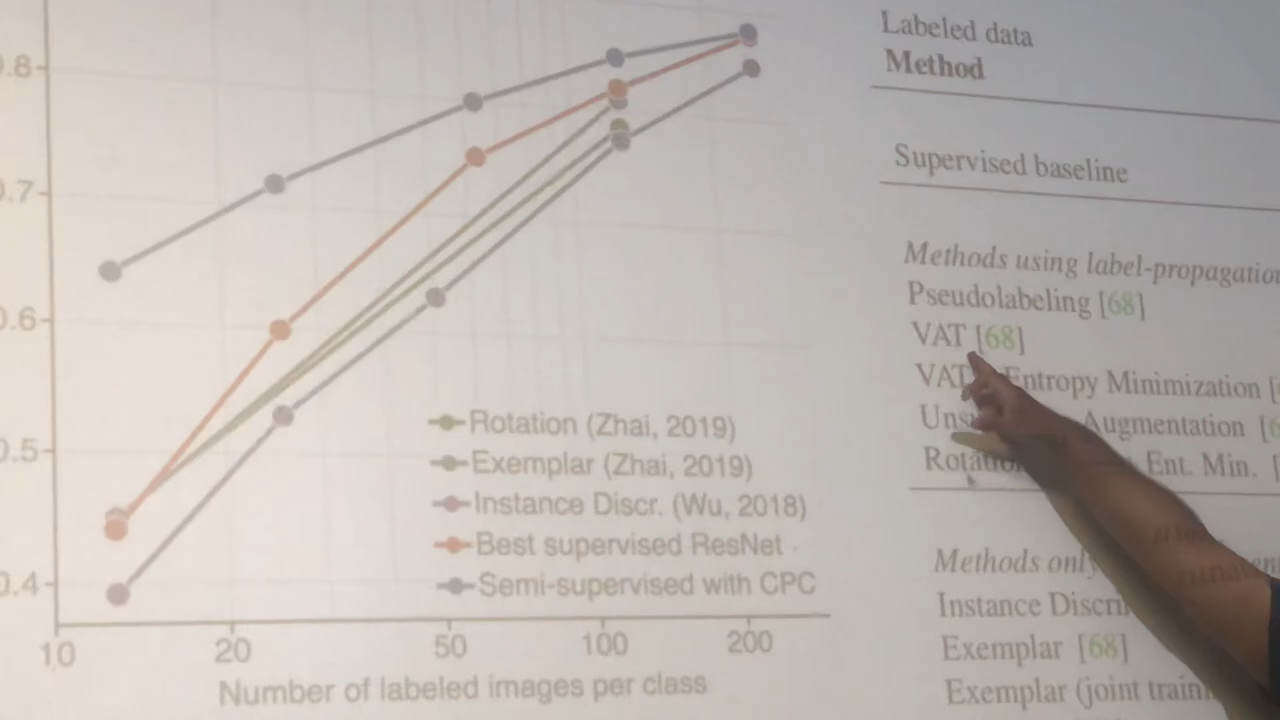 0.8
0.7
0.6
0.5
0.4
10 20 50 100 200
Number of labeled images per class
Rotation (Zhai, 2019)
Exemplar (Zhai, 2019)
Instance Discr. (Wu, 2018)
Best supervised ResNet
Semi-supervised with CPC
Labeled data
Method
Supervised baseline
Methods using label-propagation
Pseudolabeling [68]
VAT [68]
VAT Entropy Minimization [
Augmentation [6
Rotation Ent. Min. [
Methods only
Instance Discri
Exemplar [68]
Exemplar (joint train